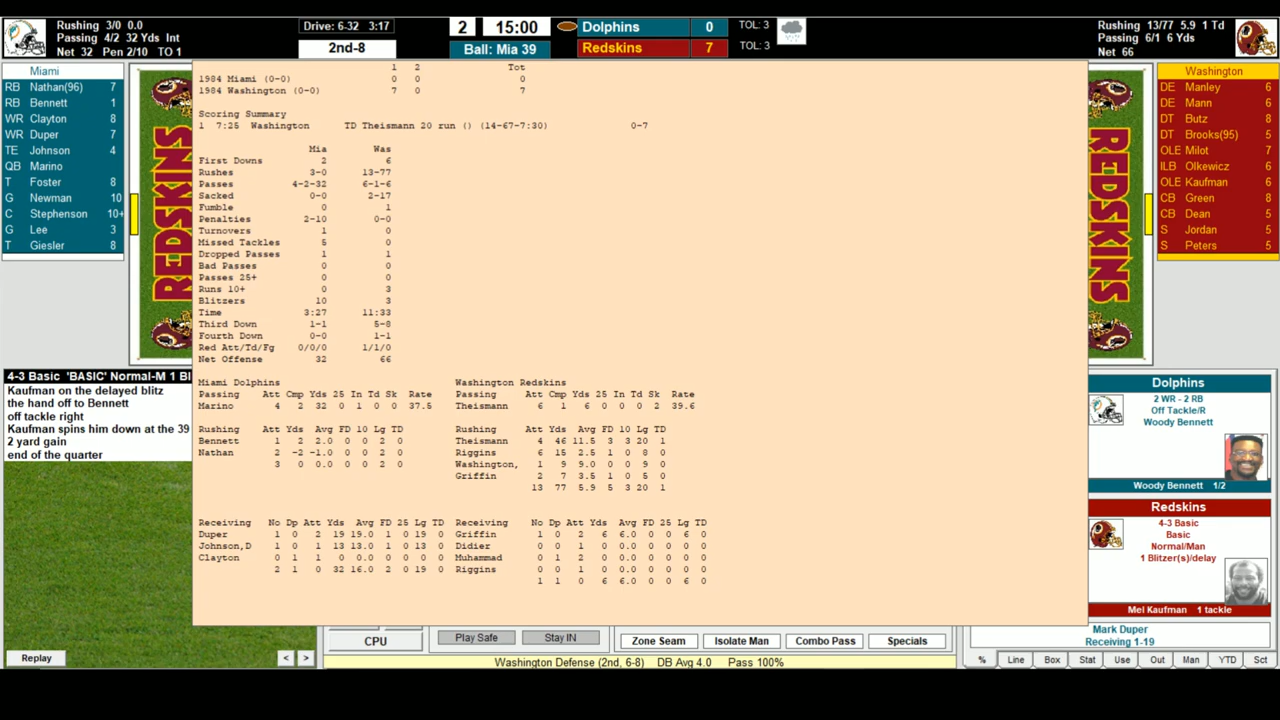 Rushing 3/0 0.0
Passing 4/2 32 Yds Int
Net 32 Pen 2/10 TO 1
Drive: 6-32 3:17
2nd-8
2 15:00 Dolphins 0 TOL: 3
Ball: Mia 39 Redskins 7 TOL: 3
Rushing 13/77 5.9 1 Td
Passing 6/1 6 Yds
Net 66
Miami
RB Nathan(96) 7
RB Bennett 1
WR Clayton 8
WR Duper 7
TE Johnson 4
QB Marino
T Foster 8
G Newman 10
C Stephenson 10+
G Lee 3
T Giesler 8
REDSKINS
1 2 Tot
1984 Miami (0-0) 0 0 0
1984 Washington (0-0) 7 0 7
Scoring Summary
1 7:25 Washington TD Theismann 20 run () (14-67-7:30) 0-7
Mia Was
First Downs 2 6
Rushes 3-0 13-77
Passes 4-2-32 6-1-6
Sacked 0-0 2-17
Fumble 0 1
Penalties 2-10 0-0
Turnovers 1 0
Missed Tackles 5 0
Dropped Passes 1 1
Bad Passes 0 0
Passes 25+ 0 0
Runs 10+ 0 3
Blitzers 10 3
Time 3:27 11:33
Third Down 1-1 5-8
Fourth Down 0-0 1-1
Red Att/Td/Fg 0/0/0 1/1/0
Net Offense 32 66
Miami Dolphins
Passing Att Cmp Yds 25 In Td Sk Rate
Marino 4 2 32 0 1 0 0 37.5
Rushing Att Yds Avg FD 10 Lg TD
Bennett 1 2 2.0 0 0 2 0
Nathan 2 -2 -1.0 0 0 2 0
3 0 0.0 0 0 2 0
Receiving No Dp Att Yds Avg FD 25 Lg TD
Duper 1 0 2 19 19.0 1 0 19 0
Johnson,D 1 0 1 13 13.0 1 0 13 0
Clayton 0 1 1 0 0.0 0 0 0 0
2 1 0 32 16.0 2 0 19 0
Washington Redskins
Passing Att Cmp Yds 25 In Td Sk Rate
Theismann 6 1 6 0 0 0 2 39.6
Rushing Att Yds Avg FD 10 Lg TD
Theismann 4 46 11.5 3 3 20 1
Riggins 6 15 2.5 1 0 8 0
Washington, 1 9 9.0 0 0 9 0
Griffin 2 7 3.5 1 0 5 0
13 77 5.9 5 3 20 1
Receiving No Dp Att Yds Avg FD 25 Lg TD
Griffin 1 0 2 6 6.0 0 0 6 0
Didier 0 0 1 0 0.0 0 0 0 0
Muhammad 0 1 2 0 0.0 0 0 0 0
Riggins 0 0 1 0 0.0 0 0 0 0
1 1 0 6 6.0 0 0 6 0
REDSKINS
Washington
DE Manley 6
DE Mann 6
DT Butz 8
DT Brooks(95) 5
OLE Milot 7
ILB Olkewicz 6
OLE Kaufman 6
CB Green 8
CB Dean 5
S Jordan 5
S Peters 5
4-3 Basic 'BASIC' Normal-M 1 Bl
Kaufman on the delayed blitz
the hand off to Bennett
off tackle right
Kaufman spins him down at the 39
2 yard gain
end of the quarter
Dolphins
2 WR - 2 RB
Off Tackle/R
Woody Bennett
Woody Bennett 1/2
Redskins
4-3 Basic
Basic
Normal/Man
1 Blitzer(s)/delay
Mel Kaufman 1 tackle
Mark Duper
Receiving 1-19
Replay < > CPU Play Safe Stay IN Zone Seam Isolate Man Combo Pass Specials
Washington Defense (2nd, 6-8) DB Avg 4.0 Pass 100%
% Line Box Stat Use Out Man YTD Sct